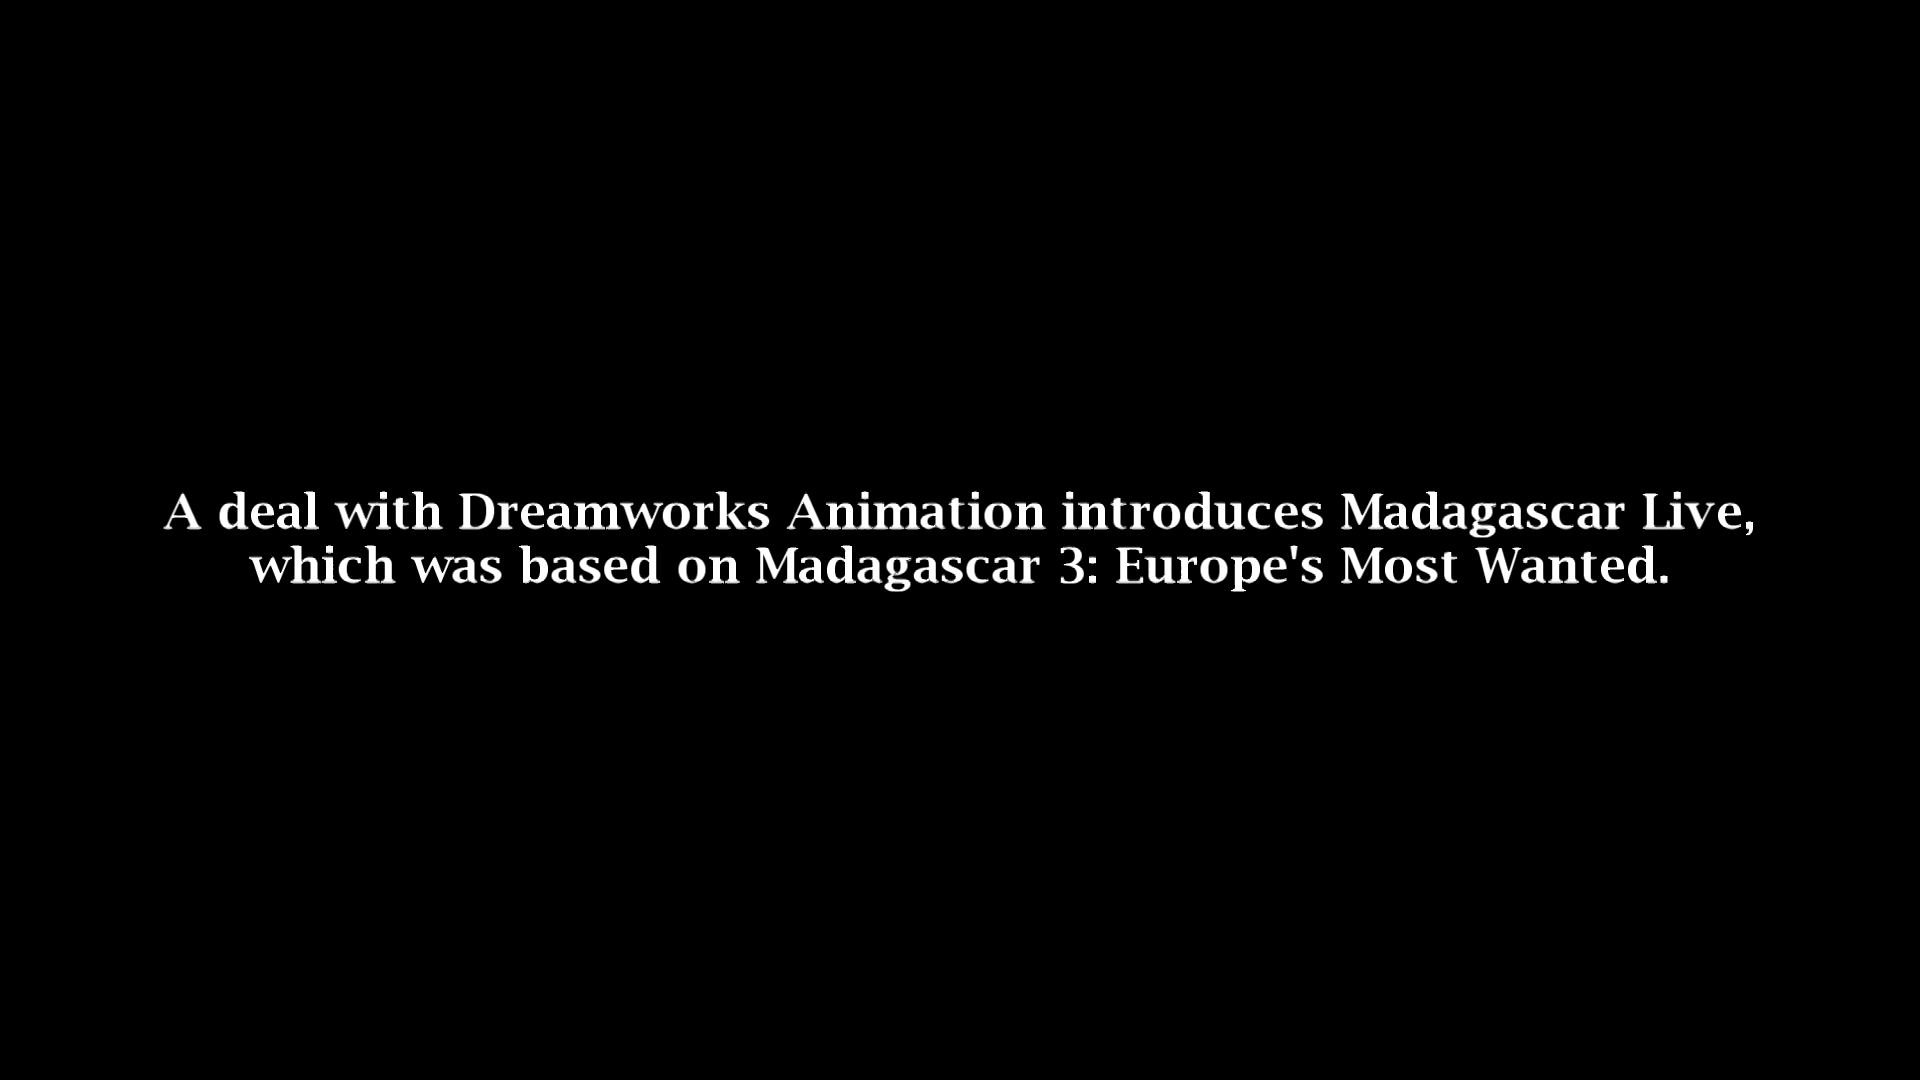 A deal with Dreamworks Animation introduces Madagascar Live,
which was based on Madagascar 3: Europe's Most Wanted.